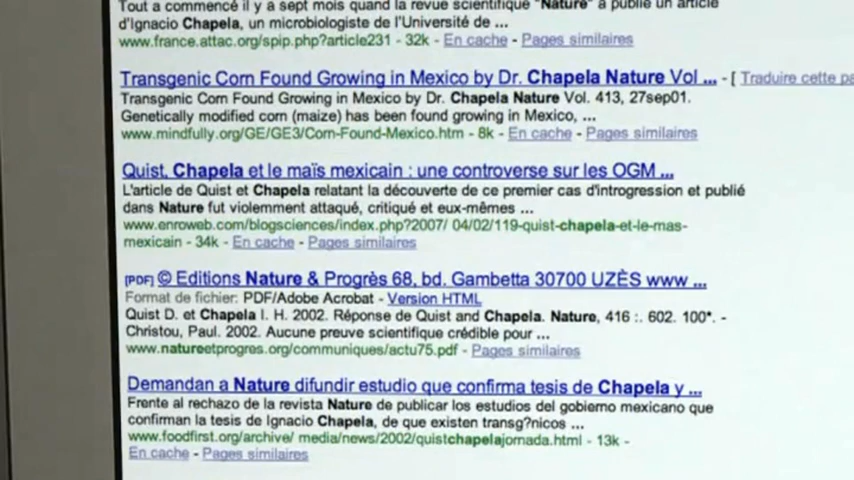 Tout a commencé il y a sept mois quand la revue scientifique "Nature" a publié un article
d'Ignacio Chapela, un microbiologiste de l'Université de ...
www.france.attac.org/spip.php?article231 - 32k - En cache - Pages similaires
Transgenic Corn Found Growing in Mexico by Dr. Chapela Nature Vol ... - [ Traduire cette pa
Transgenic Corn Found Growing in Mexico by Dr. Chapela Nature Vol. 413, 27sep01.
Genetically modified corn (maize) has been found growing in Mexico, ...
www.mindfully.org/GE/GE3/Corn-Found-Mexico.htm - 8k - En cache - Pages similaires
Quist, Chapela et le maïs mexicain : une controverse sur les OGM ...
L'article de Quist et Chapela relatant la découverte de ce premier cas d'introgression et publié
dans Nature fut violemment attaqué, critiqué et eux-mêmes ...
www.enroweb.com/blogsciences/index.php?2007/ 04/02/119-quist-chapela-et-le-mas-
mexicain - 34k - En cache - Pages similaires
[PDF] © Editions Nature & Progrès 68, bd. Gambetta 30700 UZÈS www ...
Format de fichier: PDF/Adobe Acrobat - Version HTML
Quist D. et Chapela I. H. 2002. Réponse de Quist and Chapela. Nature, 416 :. 602. 100*. -
Christou, Paul. 2002. Aucune preuve scientifique crédible pour ...
www.natureetprogres.org/communiques/actu75.pdf - Pages similaires
Demandan a Nature difundir estudio que confirma tesis de Chapela y ...
Frente al rechazo de la revista Nature de publicar los estudios del gobierno mexicano que
confirman la tesis de Ignacio Chapela, de que existen transg?nicos ...
www.foodfirst.org/archive/ media/news/2002/quistchapelajornada.html - 13k -
En cache - Pages similaires